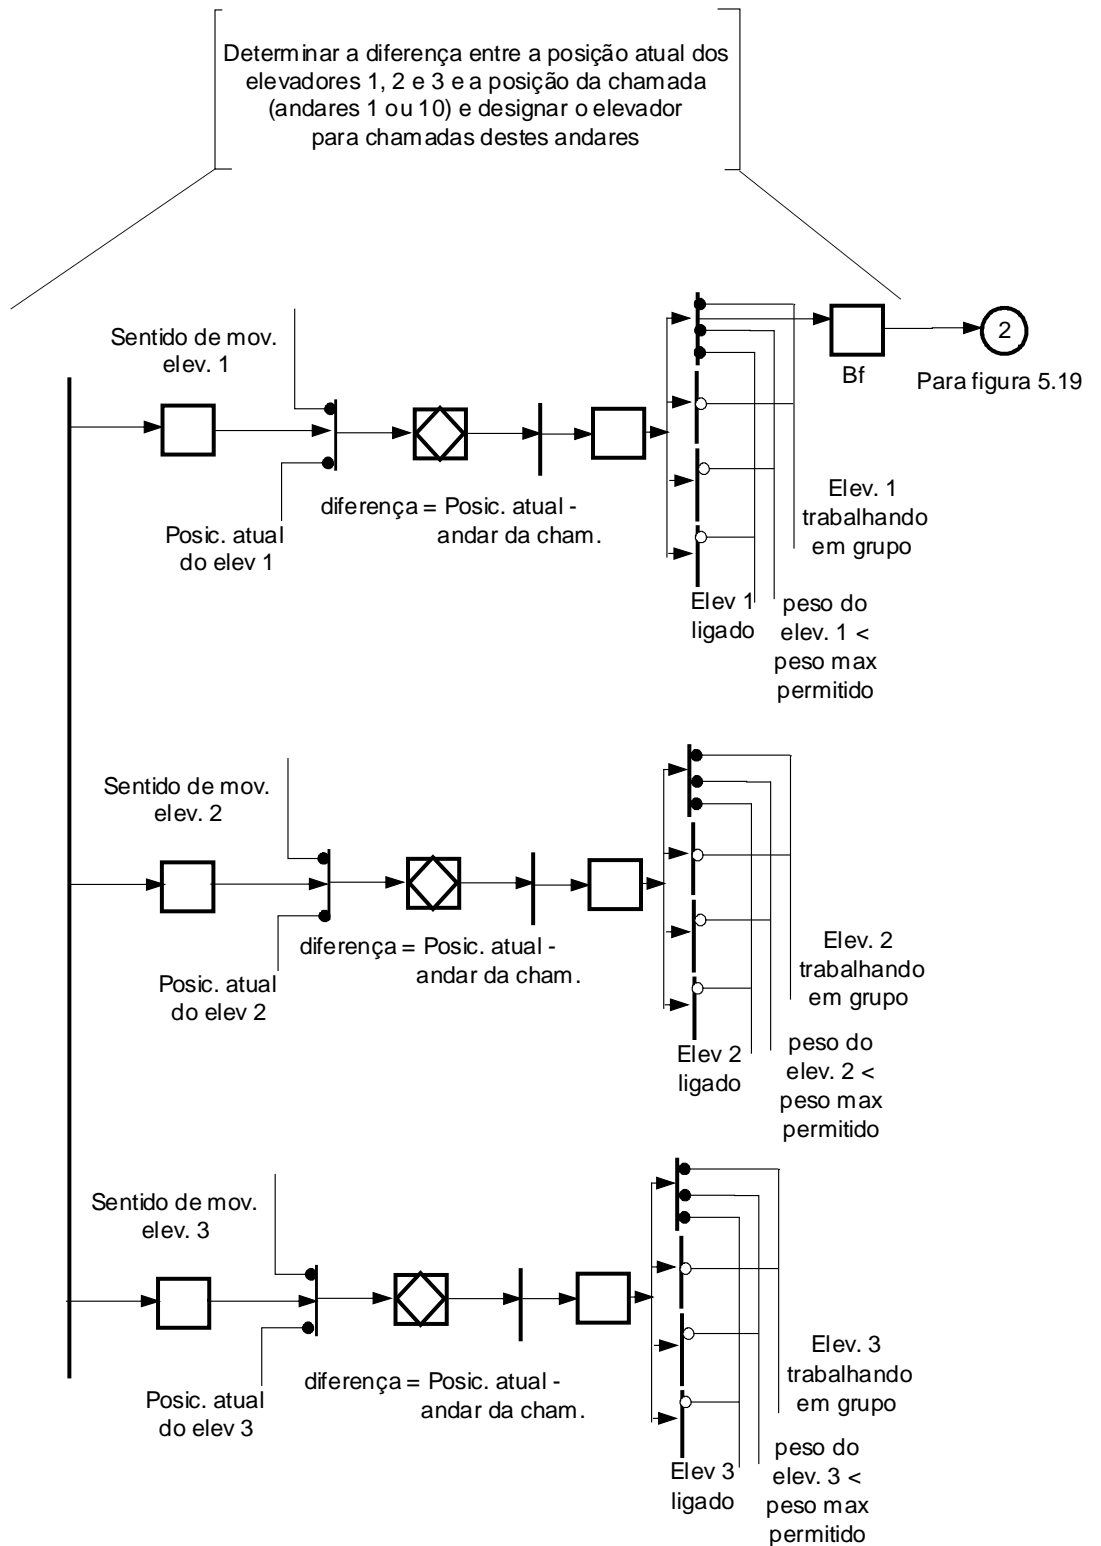 Determinar a diferença entre a posição atual dos
elevadores 1, 2 e 3 e a posição da chamada
(andares 1 ou 10) e designar o elevador
para chamadas destes andares
Sentido de mov.
elev. 1
2
Bf
Para figura 5.19
diferença = Posic. atual -
andar da cham.
Posic. atual
do elev 1
Elev. 1
trabalhando
em grupo
Elev 1
ligado
peso do
elev. 1 <
peso max
permitido
Sentido de mov.
elev. 2
diferença = Posic. atual -
andar da cham.
Posic. atual
do elev 2
Elev. 2
trabalhando
em grupo
Elev 2
ligado
peso do
elev. 2 <
peso max
permitido
Sentido de mov.
elev. 3
diferença = Posic. atual -
andar da cham.
Posic. atual
do elev 3
Elev. 3
trabalhando
em grupo
Elev 3
ligado
peso do
elev. 3 <
peso max
permitido